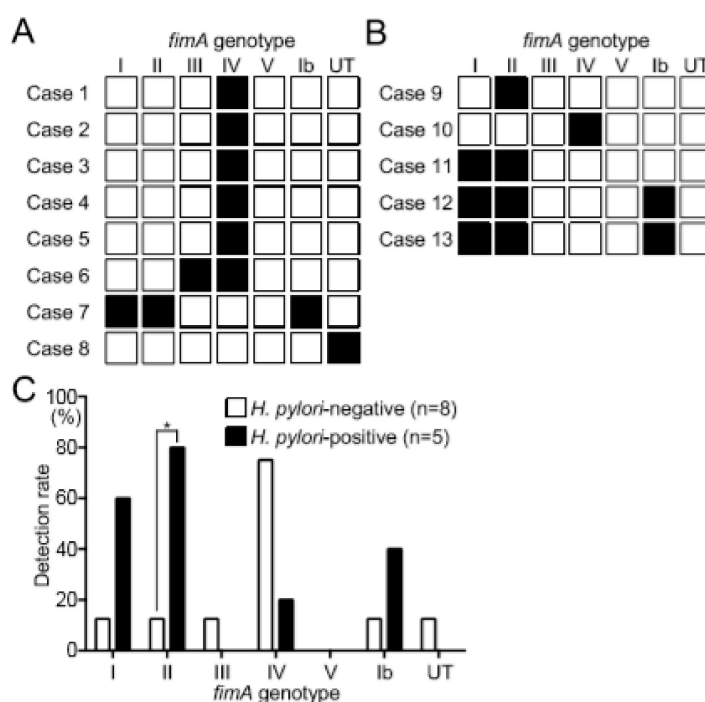 A
fimA genotype
I II III IV V Ib UT
Case 1
Case 2
Case 3
Case 4
Case 5
Case 6
Case 7
Case 8
B
fimA genotype
I II III IV V Ib UT
Case 9
Case 10
Case 11
Case 12
Case 13
C
100
(%)
80
60
40
20
0
Detection rate
*
H. pylori-negative (n=8)
H. pylori-positive (n=5)
I II III IV V Ib UT
fimA genotype